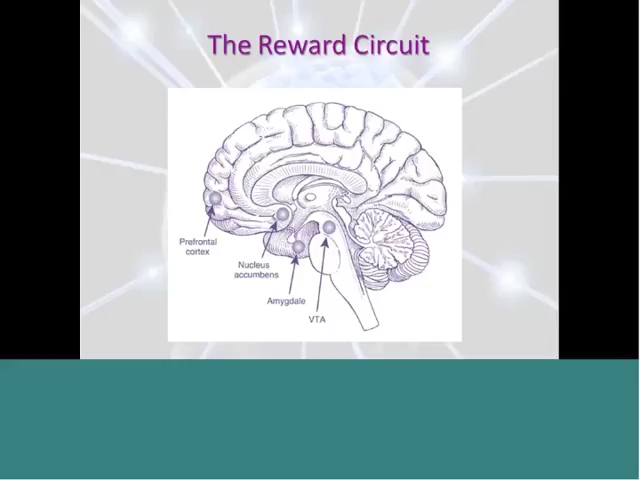 The Reward Circuit
Prefrontal
cortex
Nucleus
accumbens
Amygdale
VTA